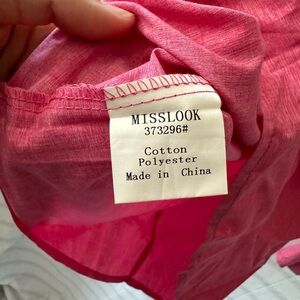 MISSLOOK
373296#
Cotton
Polyester
Made in China